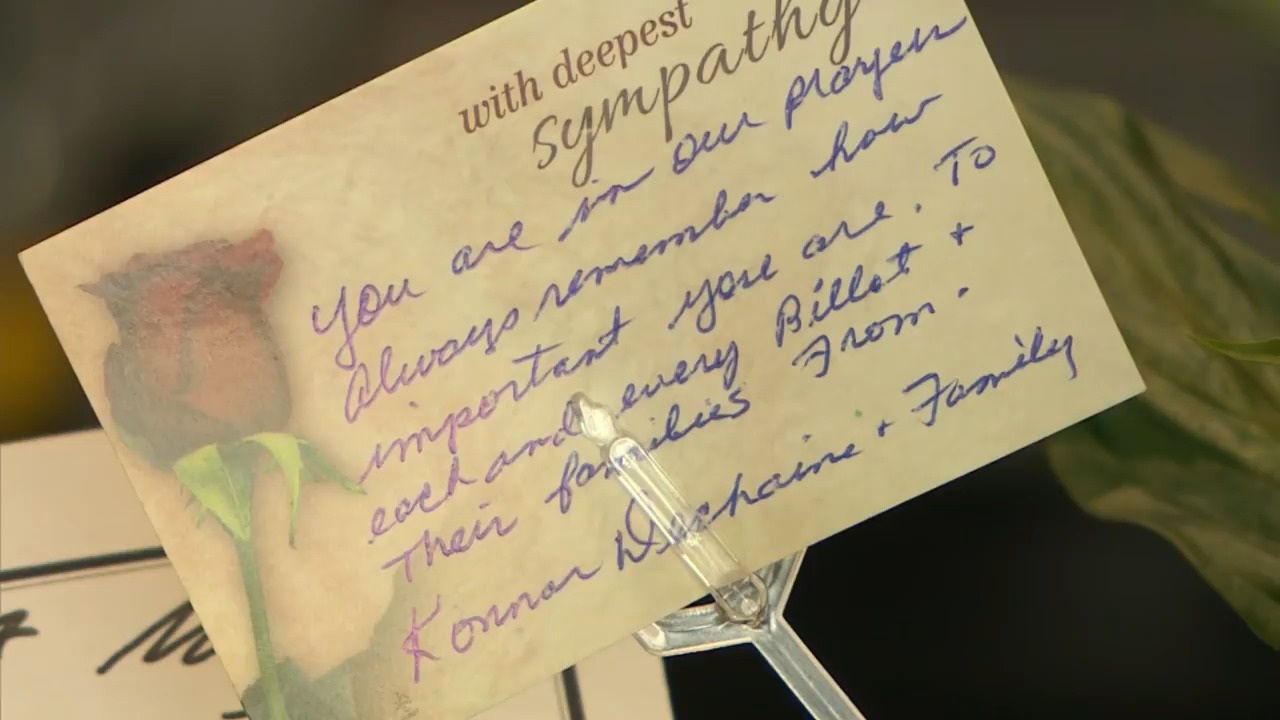 with deepest
sympathy
You are in our prayers
Always remember how
important you are. To
each and every Billet +
Their families From.
Konnor Dechaine + Family